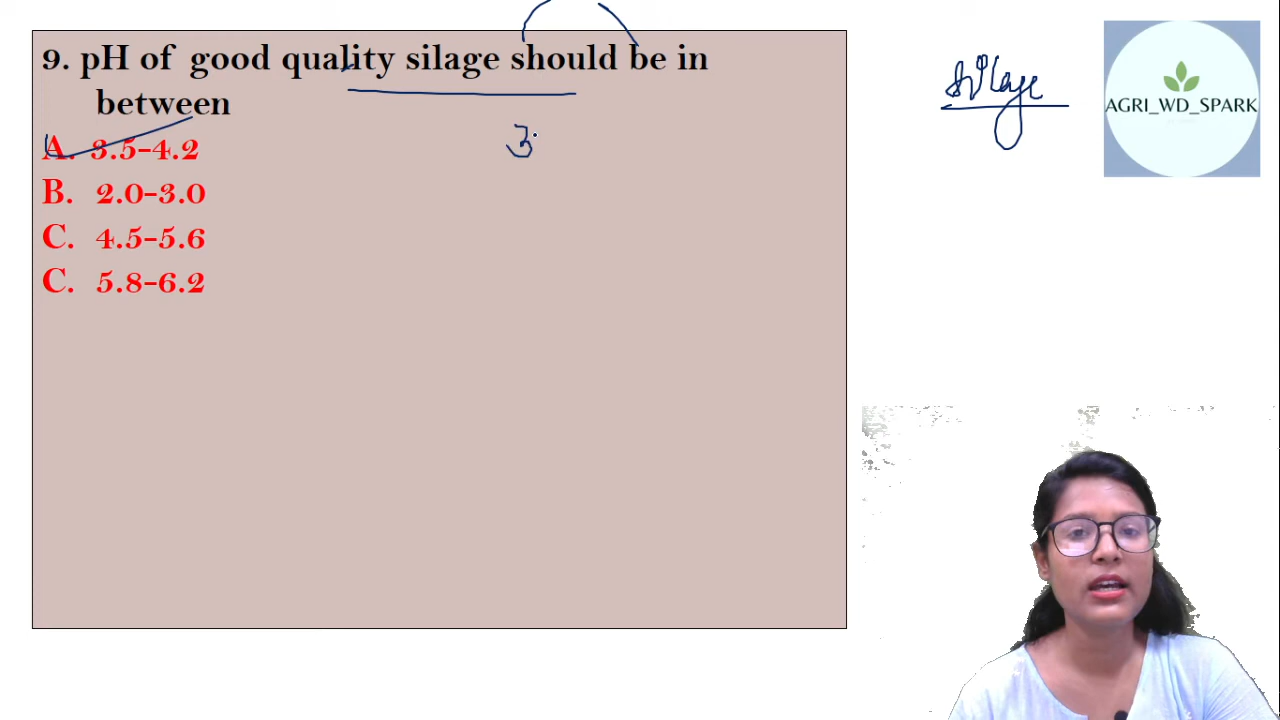 9. pH of good quality silage should be in
between
A. 3.5-4.2
B. 2.0-3.0
C. 4.5-5.6
C. 5.8-6.2
3
silage
AGRI_WD_SPARK